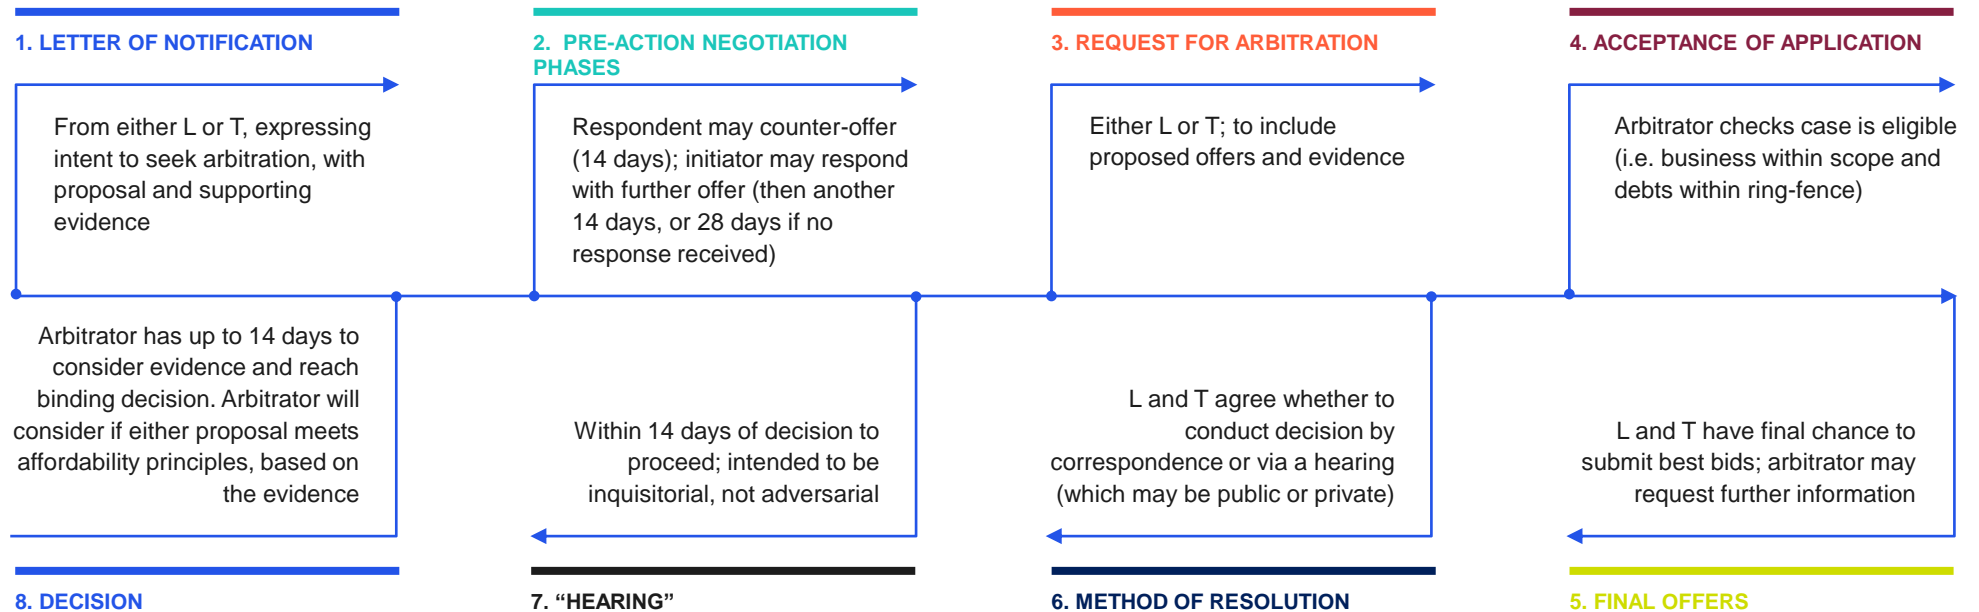 1. LETTER OF NOTIFICATION
From either L or T, expressing
intent to seek arbitration, with
proposal and supporting
evidence
2. PRE-ACTION NEGOTIATION
PHASES
Respondent may counter-offer
(14 days); initiator may respond
with further offer (then another
14 days, or 28 days if no
response received)
3. REQUEST FOR ARBITRATION
Either L or T; to include
proposed offers and evidence
4. ACCEPTANCE OF APPLICATION
Arbitrator checks case is eligible
(i.e. business within scope and
debts within ring-fence)
L and T have final chance to
submit best bids; arbitrator may
request further information
5. FINAL OFFERS
L and T agree whether to
conduct decision by
correspondence or via a hearing
(which may be public or private)
6. METHOD OF RESOLUTION
Within 14 days of decision to
proceed; intended to be
inquisitorial, not adversarial
7. “HEARING”
Arbitrator has up to 14 days to
consider evidence and reach
binding decision. Arbitrator will
consider if either proposal meets
affordability principles, based on
the evidence
8. DECISION